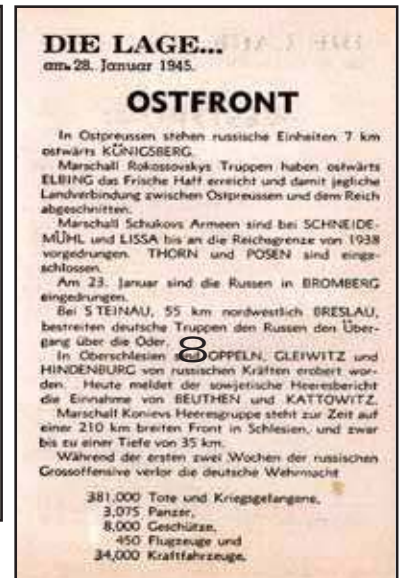 DIE LAGE...
am 28. Januar 1945.
OSTFRONT
In Ostpreussen stehen russische Einheiten 7 km
ostwärts KÖNIGSBERG.
Marschall Rokossovskys Truppen haben ostwärts
ELBING das Frische Haff erreicht und damit jegliche
Landverbindung zwischen Ostpreussen und dem Reich
abgeschnitten.
Marschall Schukovs Armeen sind bei SCHNEIDE-
MÜHL und LISSA bis an die Reichsgrenze von 1938
vorgedrungen. THORN und POSEN sind einge-
schlossen.
Am 23. Januar sind die Russen in BROMBERG
eingedrungen.
Bei STEINAU, 55 km nordwestlich BRESLAU,
bestreiten deutsche Truppen den Russen den Über-
gang über die Oder.
8
In Oberschlesien sind OPPELN, GLEIWITZ und
HINDENBURG von russischen Kräften erobert wor-
den. Heute meldet der sowjetische Heeresbericht
die Einnahme von BEUTHEN und KATTOWITZ.
Marschall Konievs Heeresgruppe steht zur Zeit auf
einer 210 km breiten Front in Schlesien, und zwar
bis zu einer Tiefe von 35 km.
Während der ersten zwei Wochen der russischen
Grossoffensive verlor die deutsche Wehrmacht
381,000 Tote und Kriegsgefangene,
3,075 Panzer,
8,000 Geschütze,
450 Flugzeuge und
34,000 Kraftfahrzeuge.